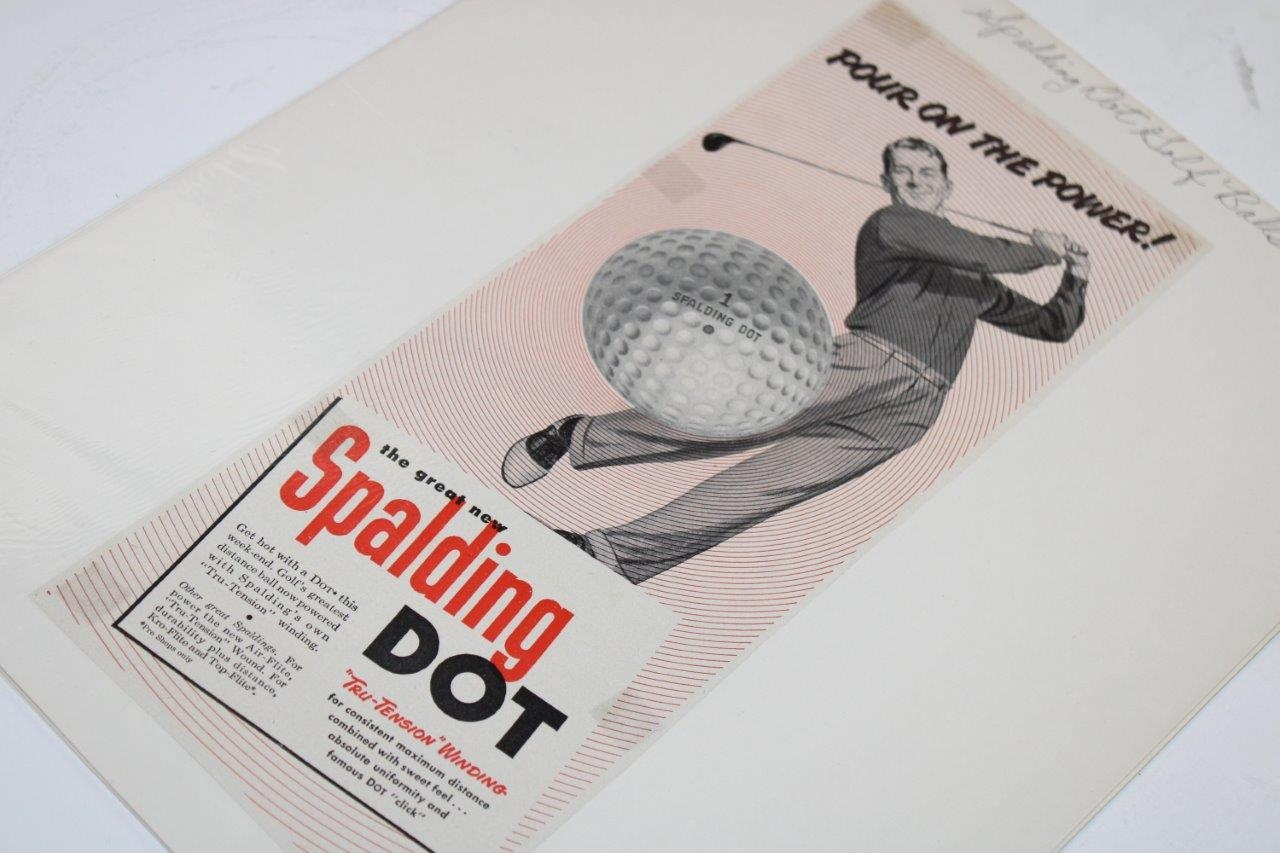 Spalding Dot Golf Balls
POUR ON THE POWER!
1
SPALDING DOT
the great new
Spalding
DOT
"TRU-TENSION" WINDING
for consistent maximum distance
combined with sweet feel...
absolute uniformity and
famous DOT "click"
Get hot with a DOT* this
week-end. Golf's greatest
distance ball now powered
with Spalding's own
"Tru-Tension" winding.
•
Other great Spaldings. For
power the new Air-Flite,
"Tru-Tension" Wound. For
durability plus distance,
Kro-Flite and Top-Flite*.
*Pro Shops only